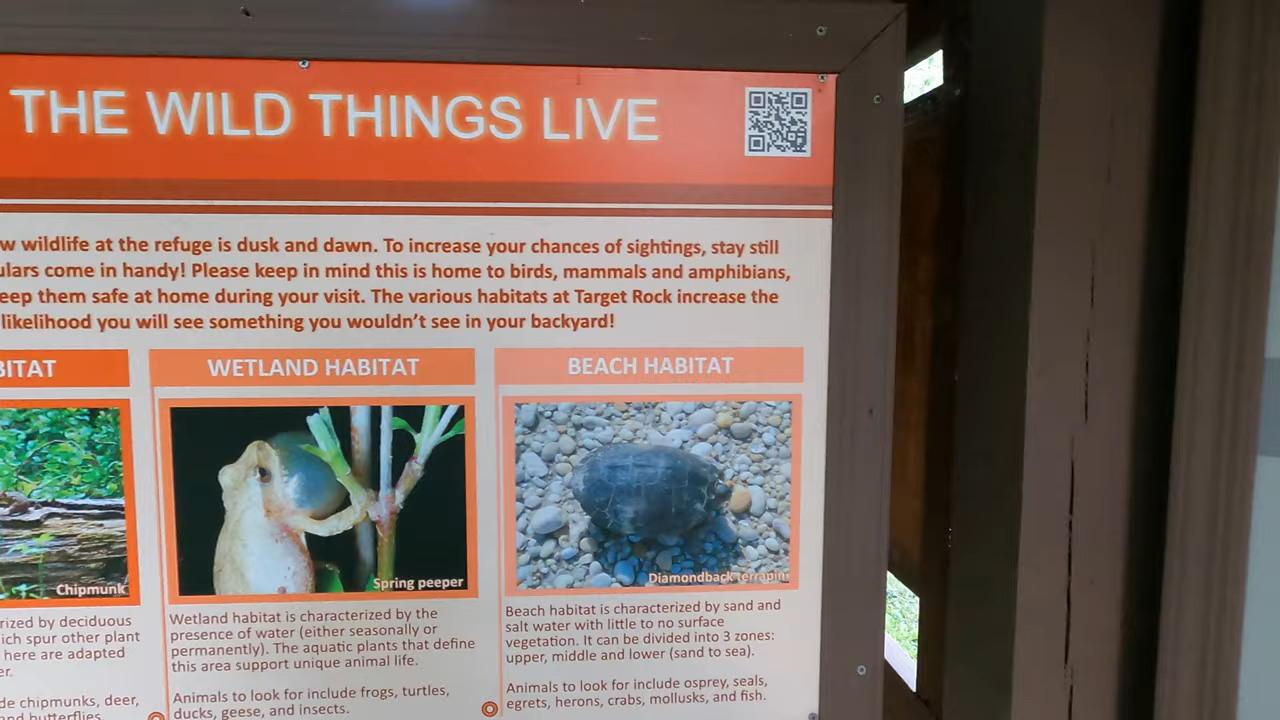 THE WILD THINGS LIVE
wildlife at the refuge is dusk and dawn. To increase your chances of sightings, stay still
come in handy! Please keep in mind this is home to birds, mammals and amphibians,
them safe at home during your visit. The various habitats at Target Rock increase the
likelihood you will see something you wouldn't see in your backyard!
WETLAND HABITAT
BEACH HABITAT
Chipmunk
Spring peeper
Diamondback terrapin
by deciduous
spur other plant
here are adapted
chipmunks, deer,
and butterflies
Wetland habitat is characterized by the
presence of water (either seasonally or
permanently). The aquatic plants that define
this area support unique animal life.
Animals to look for include frogs, turtles,
ducks, geese, and insects.
Beach habitat is characterized by sand and
salt water with little to no surface
vegetation. It can be divided into 3 zones:
upper, middle and lower (sand to sea).
Animals to look for include osprey, seals,
egrets, herons, crabs, mollusks, and fish.